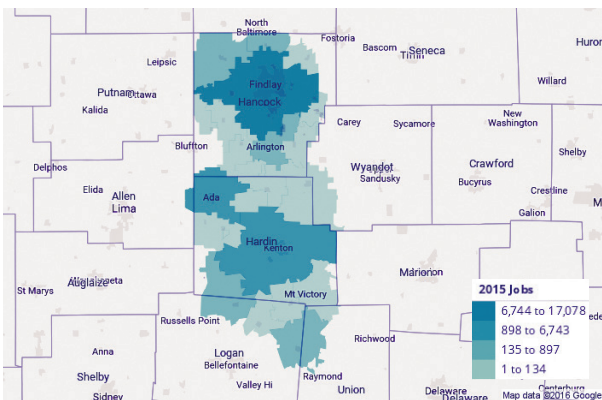 North
Baltimore
Fostoria
Bascom
Seneca
Tiffin
Huron
Leipsic
Willard
Findlay
Putnam
Ottawa
Hancock
Kalida
New
Washington
Carey
Sycamore
Bluffton
Arlington
Shelby
Delphos
Wyandot
Sandusky
Crawford
Bucyrus
Elida
Allen
Lima
Ada
Crestline
Galion
M
Hardin
Kenton
Marion
Auglaize
St Marys
Mt Victory
2015 Jobs
6,744 to 17,078
898 to 6,743
135 to 897
1 to 134
Russells Point
Richwood
Anna
Logan
Bellefontaine
Shelby
Raymond
Valley Hi
Union
Sidney
Delaware
Delaware
Centerburg
Map data ©2016 Google